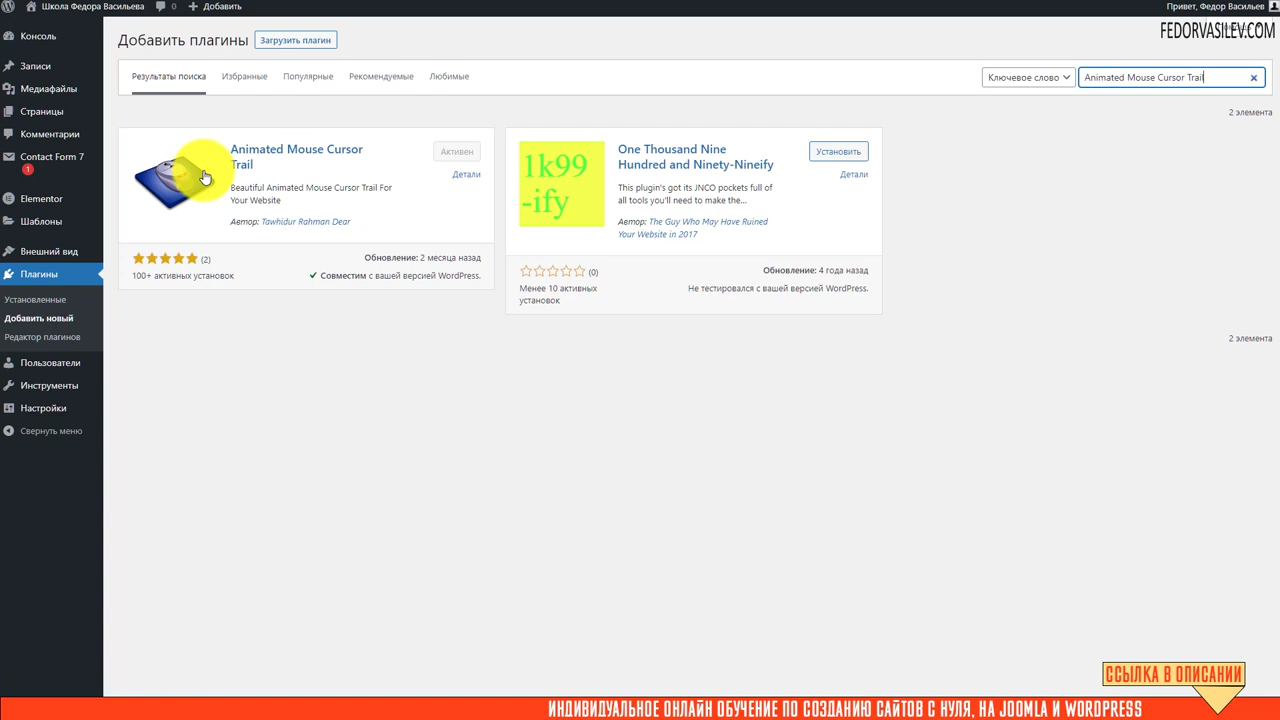 Школа Федора Васильева
0
Добавить
Привет, Федор Васильев
FEDORVASILEV.COM
Консоль
Записи
Медиафайлы
Страницы
Комментарии
Contact Form 7
1
Elementor
Шаблоны
Внешний вид
Плагины
Установленные
Добавить новый
Редактор плагинов
Пользователи
Инструменты
Настройки
Свернуть меню
Добавить плагины
Загрузить плагин
Результаты поиска
Избранные
Популярные
Рекомендуемые
Любимые
Ключевое слово
Animated Mouse Cursor Trail
2 элемента
Animated Mouse Cursor
Trail
Активен
Детали
Beautiful Animated Mouse Cursor Trail For
Your Website
Автор: Tawhidur Rahman Dear
(2)
Обновление: 2 месяца назад
100+ активных установок
Совместим с вашей версией WordPress.
1k99
-ify
One Thousand Nine
Hundred and Ninety-Nineify
Установить
Детали
This plugin's got its JNCO pockets full of
all tools you'll need to make the...
Автор: The Guy Who May Have Ruined
Your Website in 2017
(0)
Обновление: 4 года назад
Менее 10 активных
установок
Не тестировался с вашей версией WordPress.
2 элемента
ССЫЛКА В ОПИСАНИИ
ИНДИВИДУАЛЬНОЕ ОНЛАЙН ОБУЧЕНИЕ ПО СОЗДАНИЮ САЙТОВ С НУЛЯ, НА JOOMLA И WORDPRESS